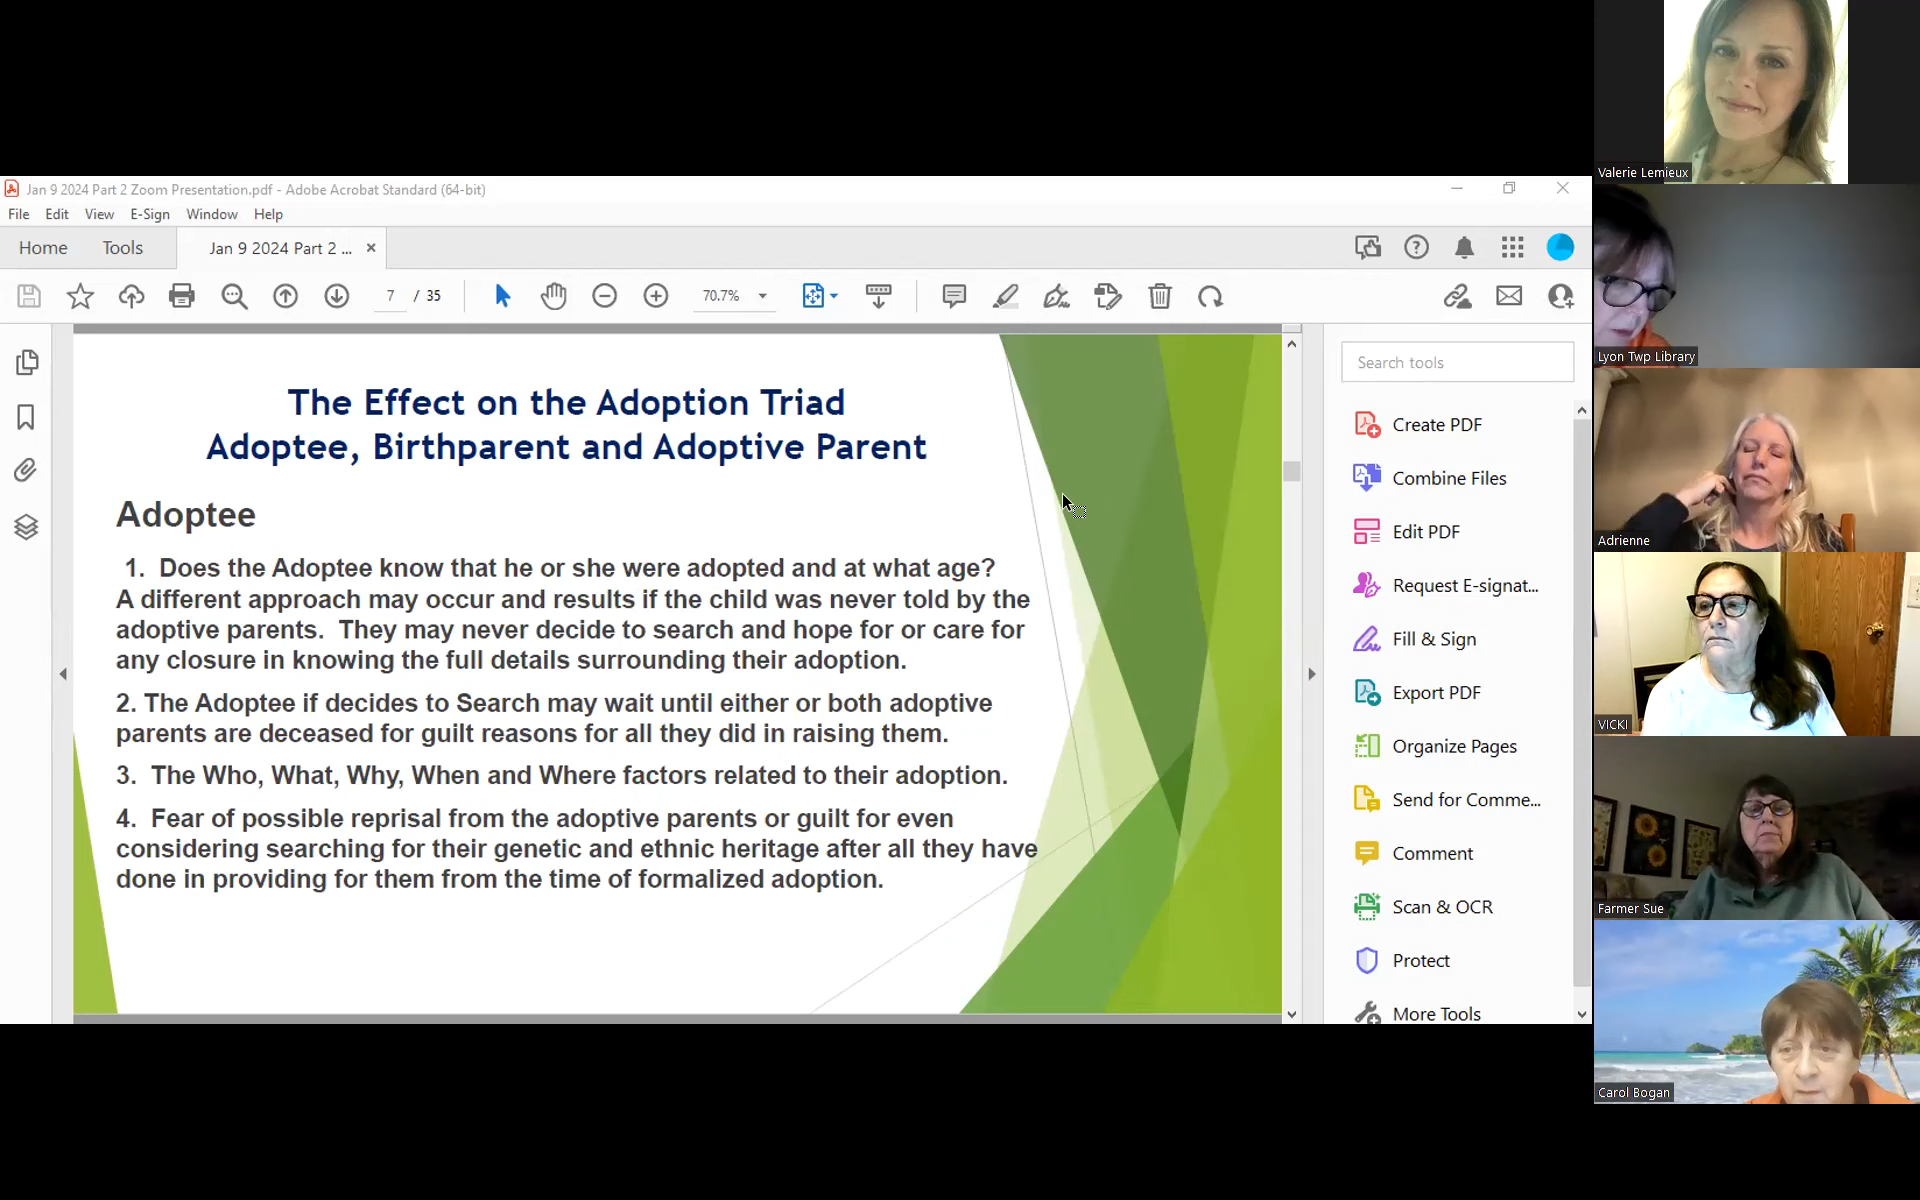 Jan 9 2024 Part 2 Zoom Presentation.pdf - Adobe Acrobat Standard (64-bit)
File Edit View E-Sign Window Help
Home Tools Jan 9 2024 Part 2 ...
7 / 35 70.7%
The Effect on the Adoption Triad
Adoptee, Birthparent and Adoptive Parent
Adoptee
1. Does the Adoptee know that he or she were adopted and at what age?
A different approach may occur and results if the child was never told by the
adoptive parents. They may never decide to search and hope for or care for
any closure in knowing the full details surrounding their adoption.
2. The Adoptee if decides to Search may wait until either or both adoptive
parents are deceased for guilt reasons for all they did in raising them.
3. The Who, What, Why, When and Where factors related to their adoption.
4. Fear of possible reprisal from the adoptive parents or guilt for even
considering searching for their genetic and ethnic heritage after all they have
done in providing for them from the time of formalized adoption.
Search tools
Create PDF
Combine Files
Edit PDF
Request E-signat...
Fill & Sign
Export PDF
Organize Pages
Send for Comme...
Comment
Scan & OCR
Protect
More Tools
Valerie Lemieux
Lyon Twp Library
Adrienne
VICKI
Farmer Sue
Carol Bogan